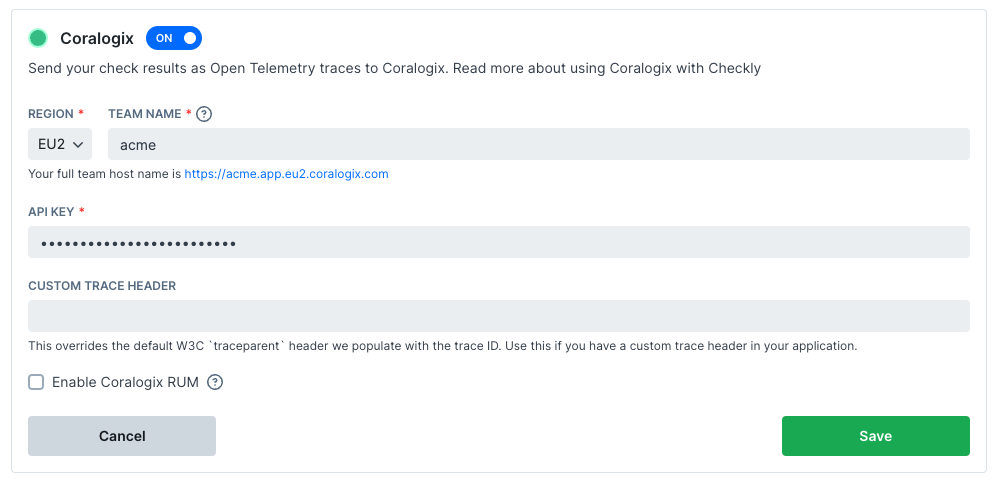 Coralogix ON
Send your check results as Open Telemetry traces to Coralogix. Read more about using Coralogix with Checkly
REGION * TEAM NAME * ?
EU2 acme
Your full team host name is https://acme.app.eu2.coralogix.com
API KEY *
•••••••••••••••••••••••••
CUSTOM TRACE HEADER
This overrides the default W3C `traceparent` header we populate with the trace ID. Use this if you have a custom trace header in your application.
Enable Coralogix RUM ?
Cancel Save